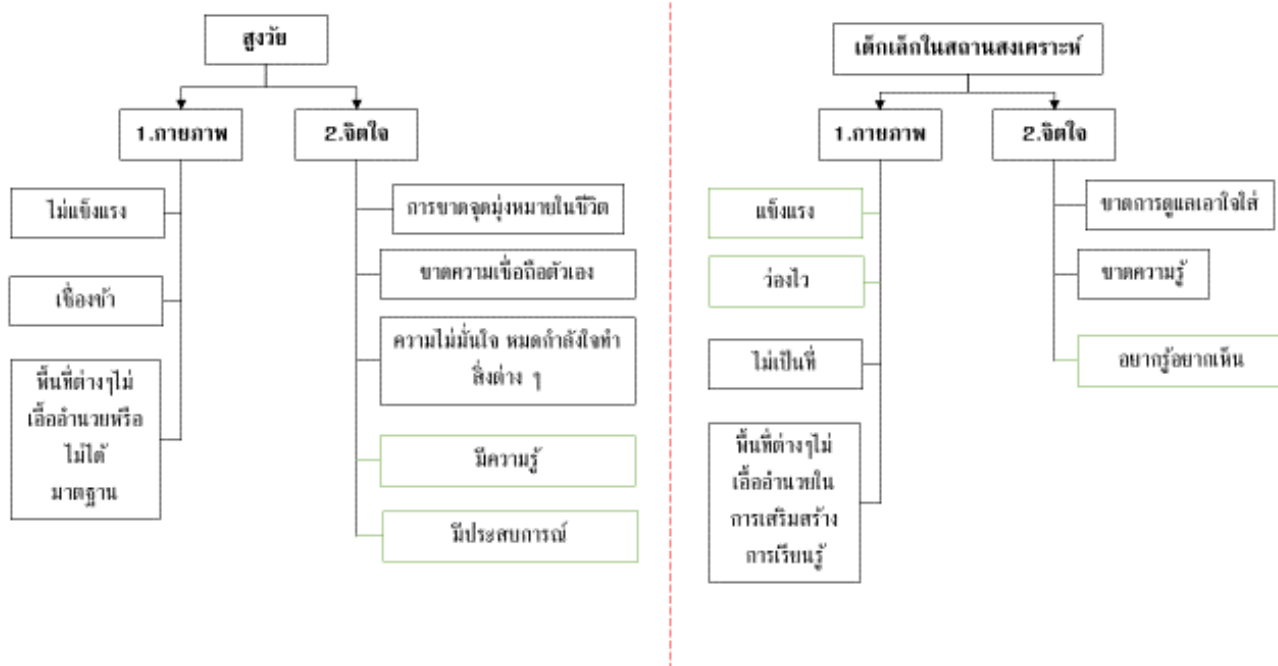 สูงวัย
1.กายภาพ
2.จิตใจ
ไม่แข็งแรง
เชื่องช้า
พื้นที่ต่างๆไม่
เอื้ออำนวยหรือ
ไม่ได้
มาตฐาน
การขาดจุดมุ่งหมายในชีวิต
ขาดความเชื่อถือตัวเอง
ความไม่มั่นใจ หมดกำลังใจทำ
สิ่งต่าง ๆ
มีความรู้
มีประสบการณ์
เด็กเล็กในสถานสงเคราะห์
1.กายภาพ
2.จิตใจ
แข็งแรง
ว่องไว
ไม่เป็นที่
พื้นที่ต่างๆไม่
เอื้ออำนวยใน
การเสริมสร้าง
การเรียนรู้
ขาดการดูแลเอาใจใส่
ขาดความรู้
อยากรู้อยากเห็น